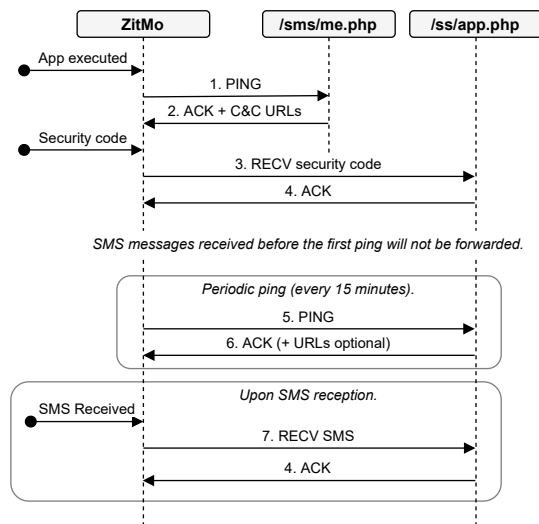 ZitMo /sms/me.php /ss/app.php
App executed
1. PING
2. ACK + C&C URLs
Security code
3. RECV security code
4. ACK
SMS messages received before the first ping will not be forwarded.
Periodic ping (every 15 minutes).
5. PING
6. ACK (+ URLs optional)
Upon SMS reception.
SMS Received
7. RECV SMS
4. ACK